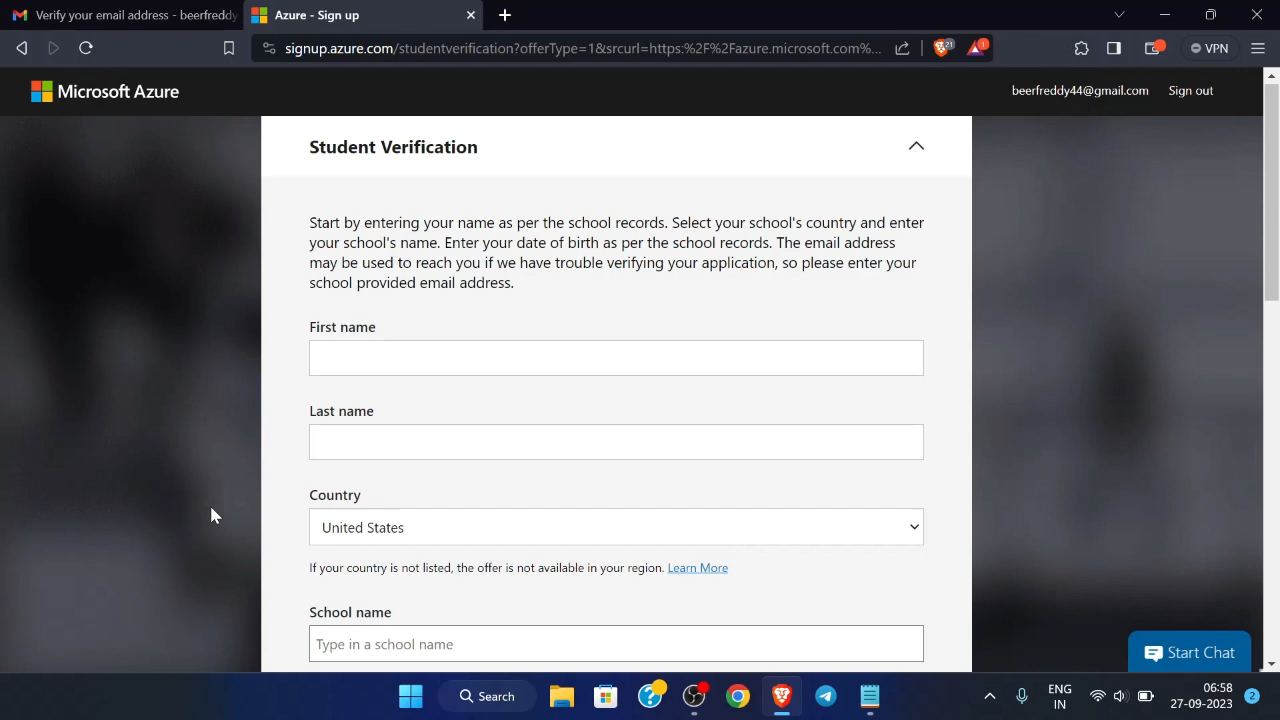 Verify your email address - beerfreddy
Azure - Sign up
signup.azure.com/studentverification?offerType=1&srcurl=https:%2F%2Fazure.microsoft.com%...
21
1
VPN
Microsoft Azure
beerfreddy44@gmail.com
Sign out
Student Verification
Start by entering your name as per the school records. Select your school's country and enter
your school's name. Enter your date of birth as per the school records. The email address
may be used to reach you if we have trouble verifying your application, so please enter your
school provided email address.
First name
Last name
Country
United States
If your country is not listed, the offer is not available in your region. Learn More
School name
Type in a school name
Start Chat
Search
ENG
IN
06:58
27-09-2023
2